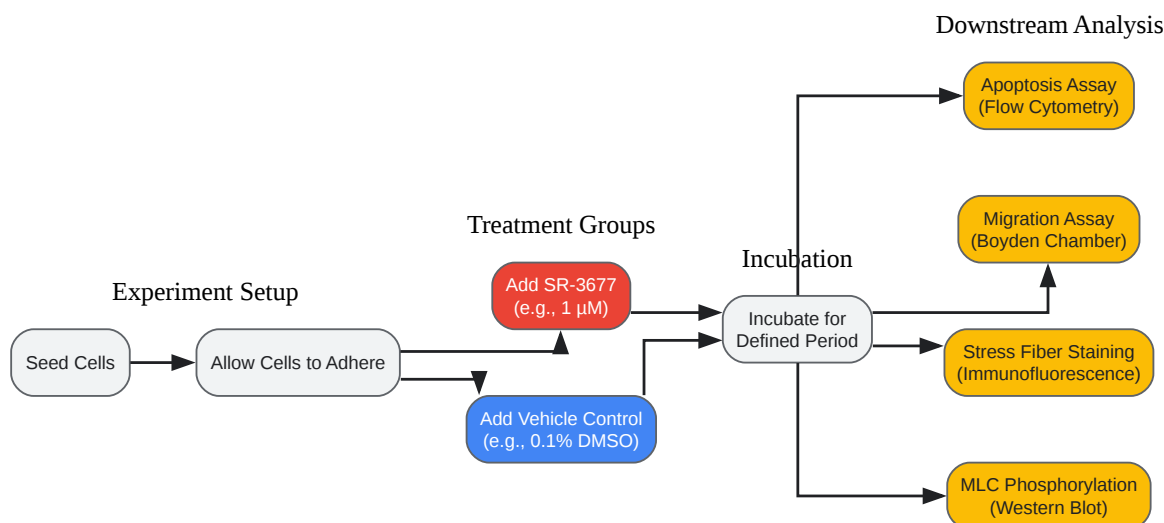 Experiment Setup
Seed Cells
Allow Cells to Adhere
Treatment Groups
Add SR-3677
(e.g., 1 µM)
Add Vehicle Control
(e.g., 0.1% DMSO)
Incubation
Incubate for
Defined Period
Downstream Analysis
Apoptosis Assay
(Flow Cytometry)
Migration Assay
(Boyden Chamber)
Stress Fiber Staining
(Immunofluorescence)
MLC Phosphorylation
(Western Blot)